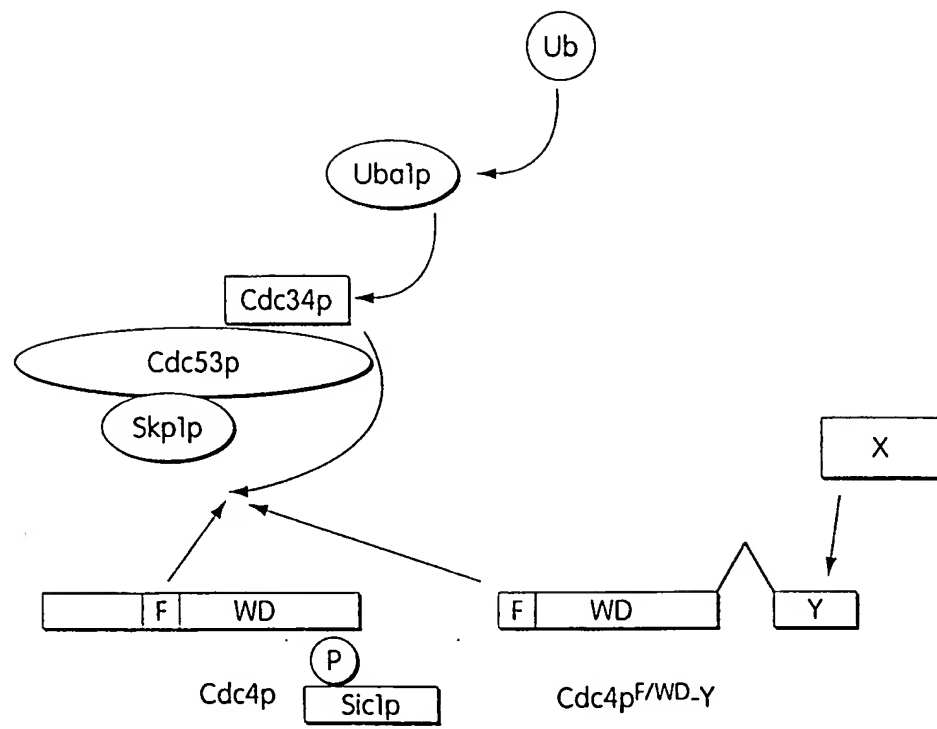 Ub
Uba1p
Cdc34p
Cdc53p
Skp1p
X
F WD
F WD Y
P
Cdc4p Sic1p Cdc4pF/WD-Y